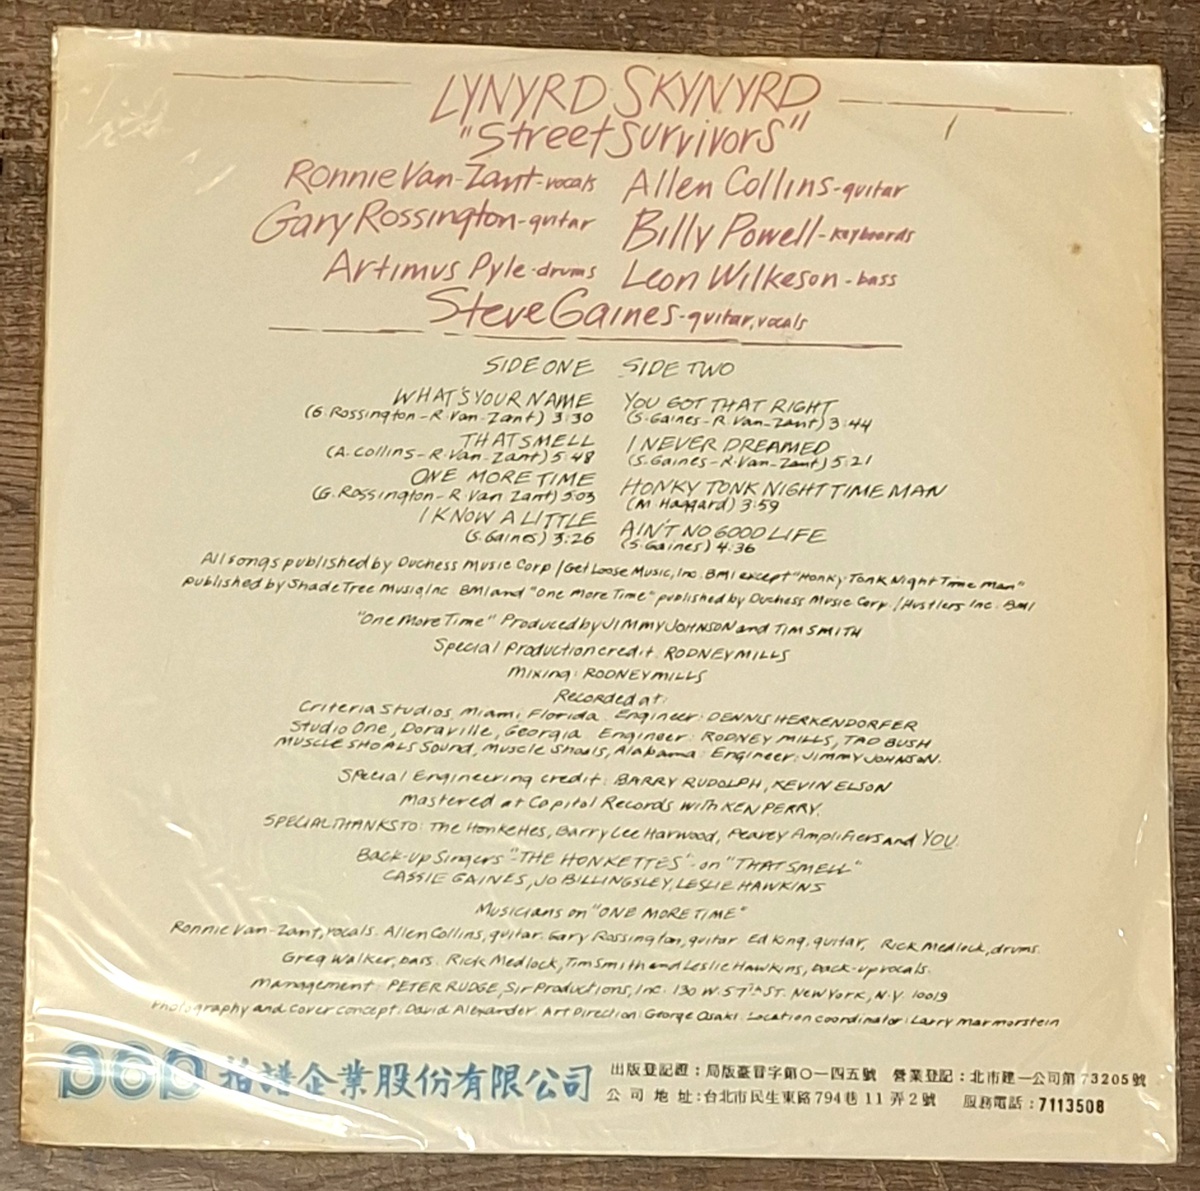 LYNYRD SKYNYRD
"Street Survivors"
Ronnie Van-Zant-vocals Allen Collins-guitar
Gary Rossington-guitar Billy Powell-keyboards
Artimus Pyle-drums Leon Wilkeson-bass
Steve Gaines-guitar, vocals
SIDE ONE SIDE TWO
WHAT'S YOUR NAME YOU GOT THAT RIGHT
(G. Rossington-R. Van-Zant) 3:30 (S. Gaines-R. Van-Zant) 3:44
THAT SMELL I NEVER DREAMED
(A. Collins-R. Van-Zant) 5:48 (S. Gaines-R. Van-Zant) 5:21
ONE MORE TIME HONKY TONK NIGHT TIME MAN
(G. Rossington-R. Van Zant) 5:03 (M. Haggard) 3:59
I KNOW A LITTLE AIN'T NO GOOD LIFE
(S. Gaines) 3:26 (S. Gaines) 4:36
All songs published by Duchess Music Corp / Get Loose Music, Inc. BMI except "Honky Tonk Night Time Man"
published by Shade Tree Music, Inc. BMI and "One More Time" published by Duchess Music Corp. / Hustlers Inc. BMI
"One More Time" Produced by JIMMY JOHNSON and TIM SMITH
Special Production credit: RODNEY MILLS
Mixing: RODNEY MILLS
Recorded at:
Criteria Studios, Miami, Florida. Engineer: DENNIS HERKENDORFER
Studio One, Doraville, Georgia Engineer: RODNEY MILLS, TAD BUSH
MUSCLE SHOALS Sound, Muscle Shoals, Alabama: Engineer: JIMMY JOHNSON.
Special Engineering credit: BARRY RUDOLPH, KEVIN ELSON
Mastered at Capitol Records with KEN PERRY.
SPECIAL THANKS TO: The Honkettes, Barry Lee Harwood, Peavey Amplifiers and YOU.
Back-up Singers "THE HONKETTES" on "THAT SMELL"
CASSIE GAINES, JO BILLINGSLEY, LESLIE HAWKINS
Musicians on "ONE MORE TIME"
Ronnie Van-Zant, vocals. Allen Collins, guitar. Gary Rossington, guitar Ed King, guitar, Rick Medlock, drums.
Greg Walker, bass. Rick Medlock, Tim Smith and Leslie Hawkins, back-up vocals.
Management: PETER RUDGE, Sir Productions, Inc. 130 W. 57th ST. New York, N.Y. 10019
Photography and Cover concept: David Alexander. Art Direction: George Osaki. Location coordinator: Larry Marmorstein
拍譜企業股份有限公司 出版登記證：局版臺音字第〇一四五號 營業登記：北市建一公司第73205號
公司地址：台北市民生東路794巷11弄2號 服務電話：7113508